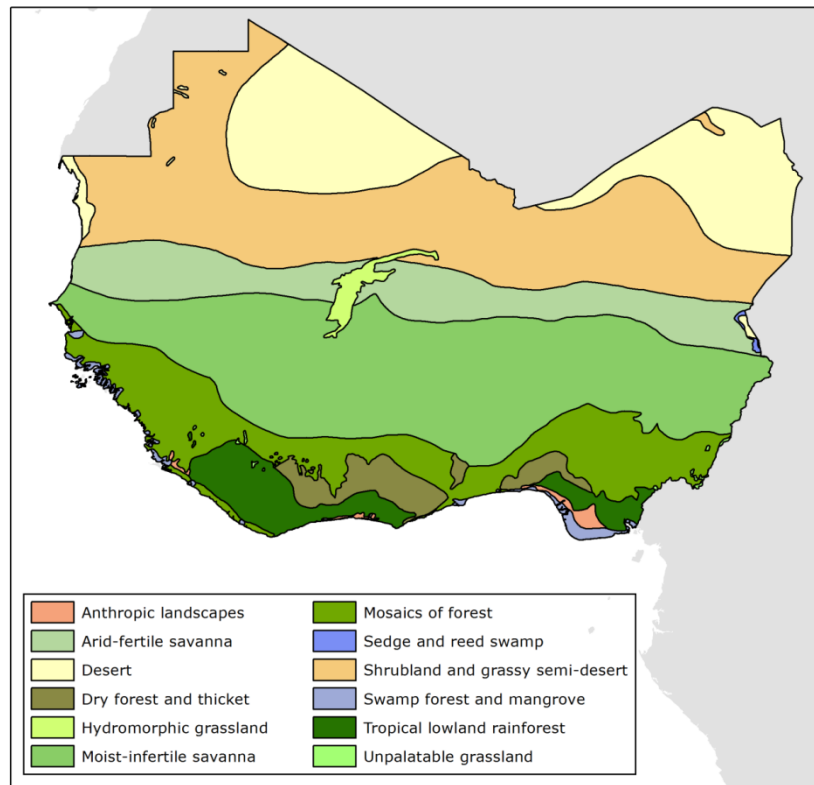 Anthropic landscapes
Arid-fertile savanna
Desert
Dry forest and thicket
Hydromorphic grassland
Moist-infertile savanna
Mosaics of forest
Sedge and reed swamp
Shrubland and grassy semi-desert
Swamp forest and mangrove
Tropical lowland rainforest
Unpalatable grassland